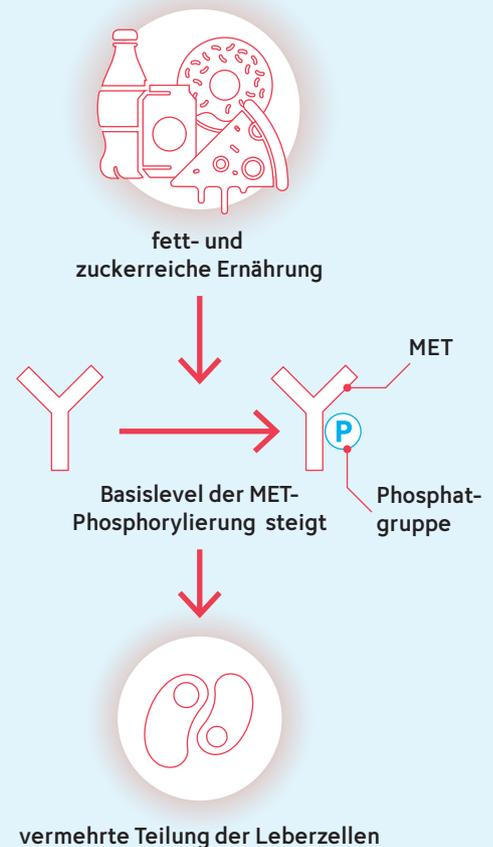 fett- und
zuckerreiche Ernährung
MET
P
Basislevel der MET-
Phosphorylierung steigt
Phosphat-
gruppe
vermehrte Teilung der Leberzellen